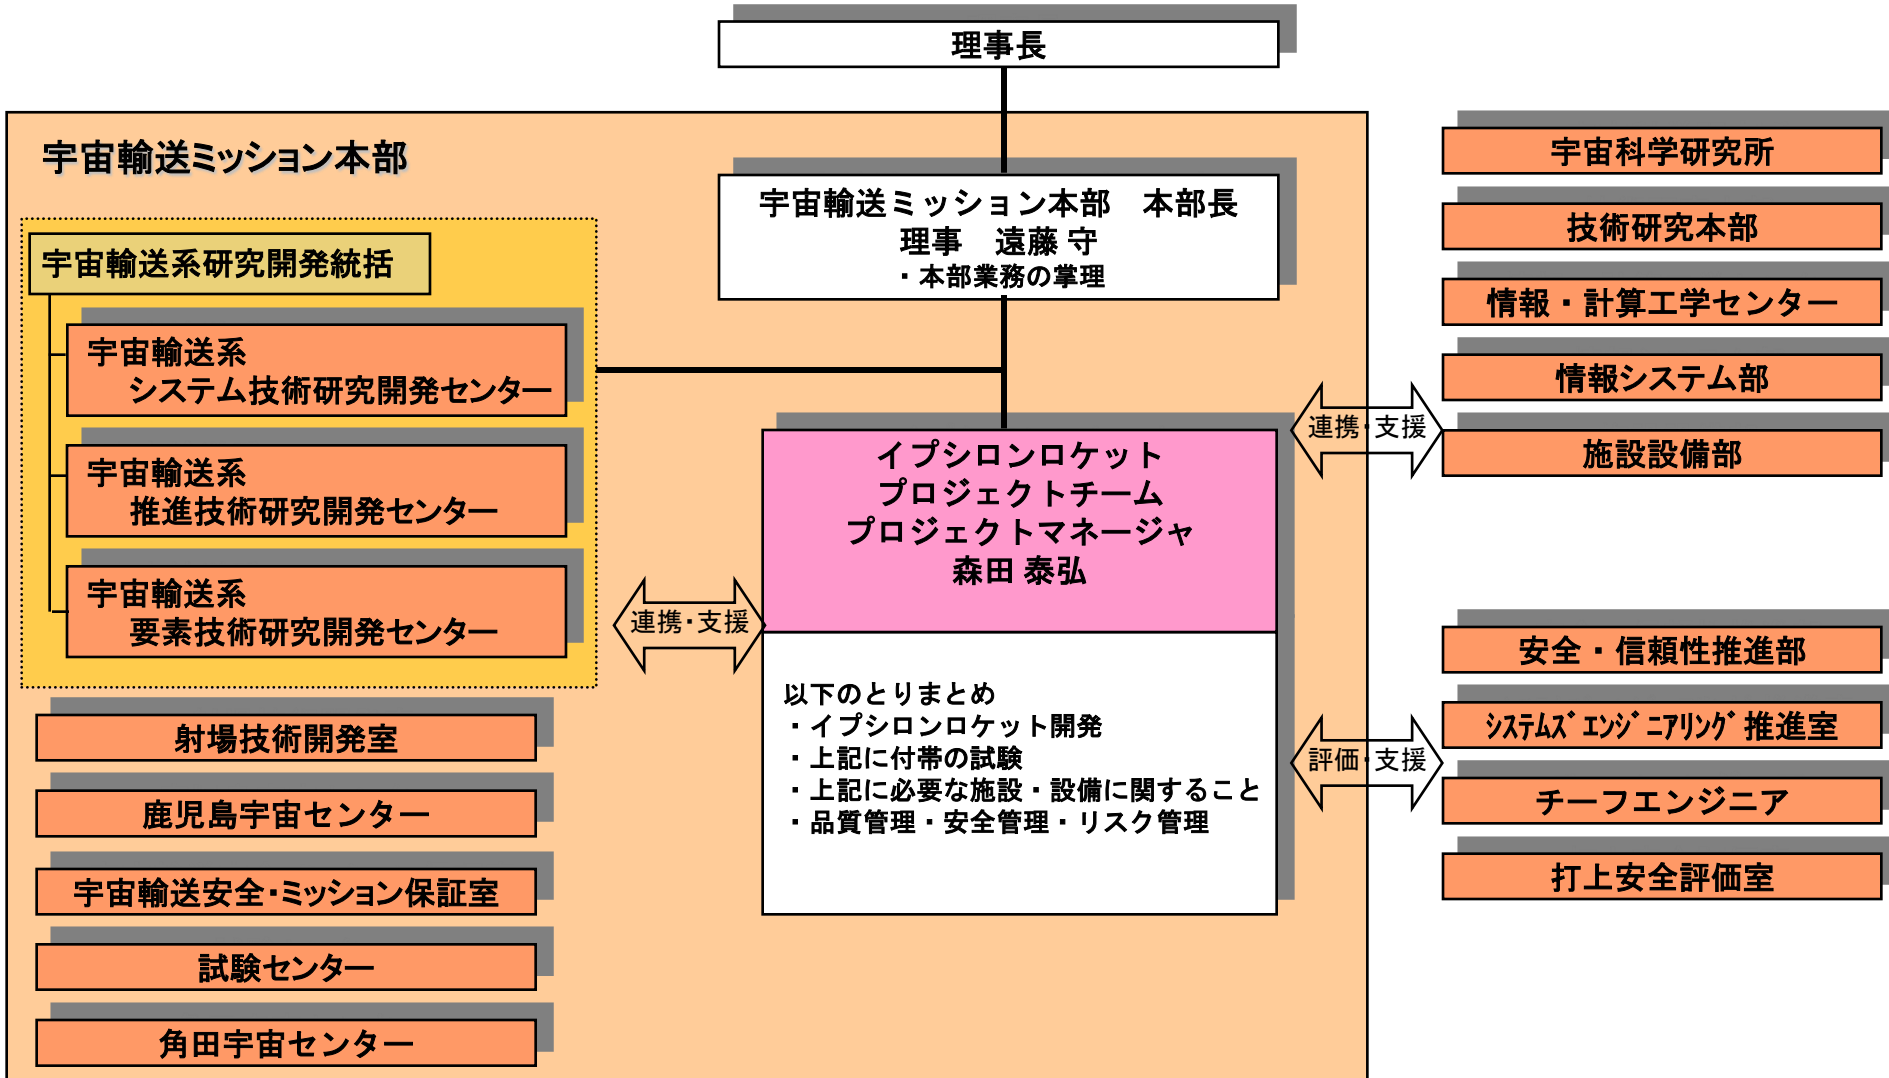 理事長
宇宙輸送ミッション本部
宇宙輸送ミッション本部　本部長
理事　遠藤 守
・本部業務の掌理
宇宙輸送系研究開発統括
宇宙輸送系
システム技術研究開発センター
宇宙輸送系
推進技術研究開発センター
宇宙輸送系
要素技術研究開発センター
射場技術開発室
鹿児島宇宙センター
宇宙輸送安全・ミッション保証室
試験センター
角田宇宙センター
連携・支援
イプシロンロケット
プロジェクトチーム
プロジェクトマネージャ
森田 泰弘
以下のとりまとめ
・イプシロンロケット開発
・上記に付帯の試験
・上記に必要な施設・設備に関すること
・品質管理・安全管理・リスク管理
連携・支援
評価・支援
宇宙科学研究所
技術研究本部
情報・計算工学センター
情報システム部
施設設備部
安全・信頼性推進部
ｼｽﾃﾑｽﾞｴﾝｼﾞﾆｱﾘﾝｸﾞ推進室
チーフエンジニア
打上安全評価室